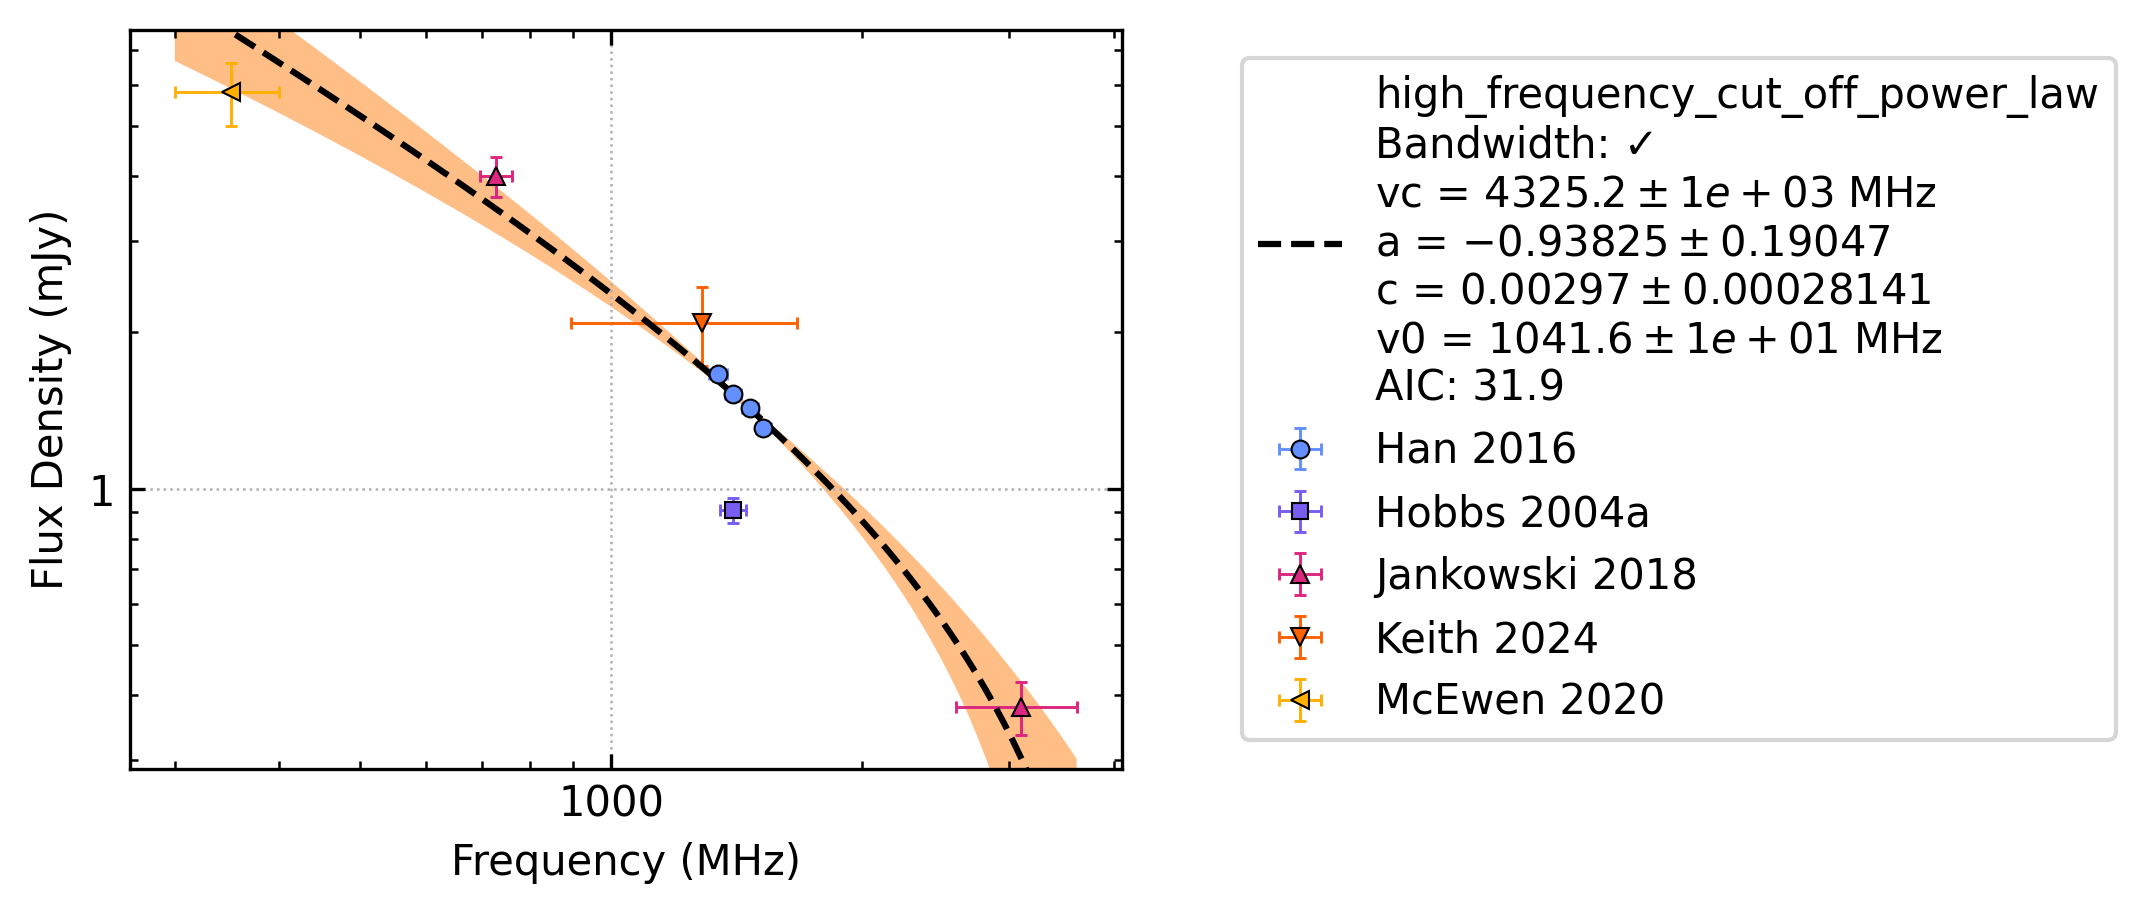 Flux Density (mJy)
1
1000
Frequency (MHz)
high_frequency_cut_off_power_law
Bandwidth: ✓
vc = 4325.2 ± 1e + 03 MHz
a = −0.93825 ± 0.19047
c = 0.00297 ± 0.00028141
v0 = 1041.6 ± 1e + 01 MHz
AIC: 31.9
Han 2016
Hobbs 2004a
Jankowski 2018
Keith 2024
McEwen 2020